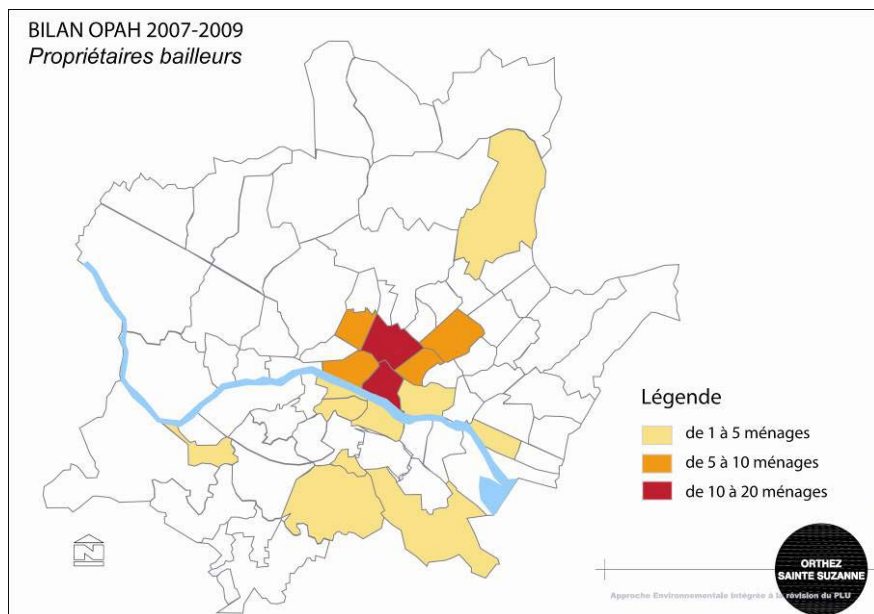 BILAN OPAH 2007-2009
Propriétaires bailleurs
Légende
de 1 à 5 ménages
de 5 à 10 ménages
de 10 à 20 ménages
N
ORTHEZ
SAINTE SUZANNE
Approche Environnementale Intégrée à la révision du PLU